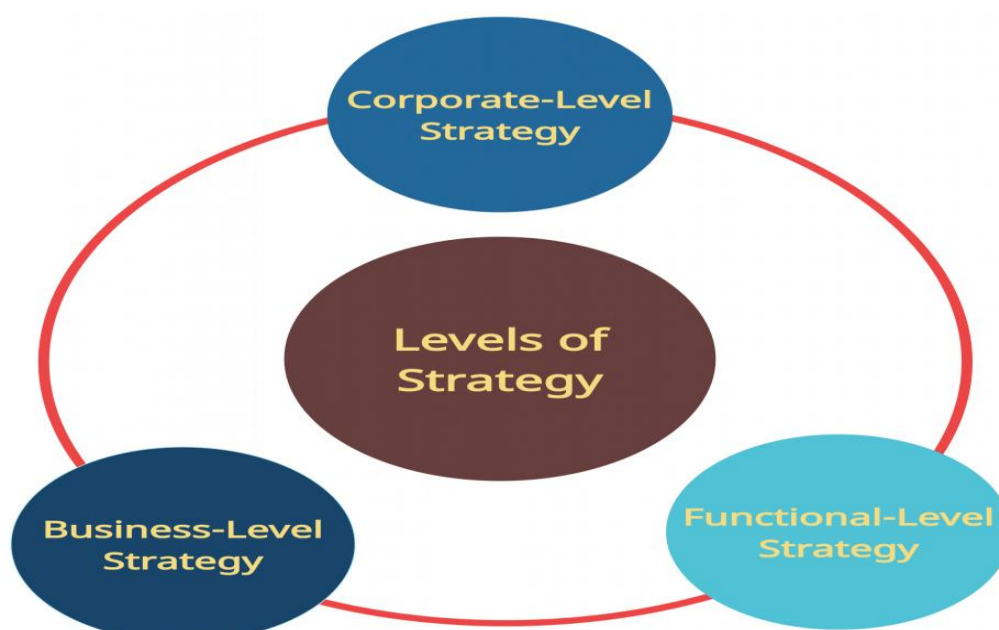 Corporate-Level
Strategy
Levels of
Strategy
Business-Level
Strategy
Functional-Level
Strategy